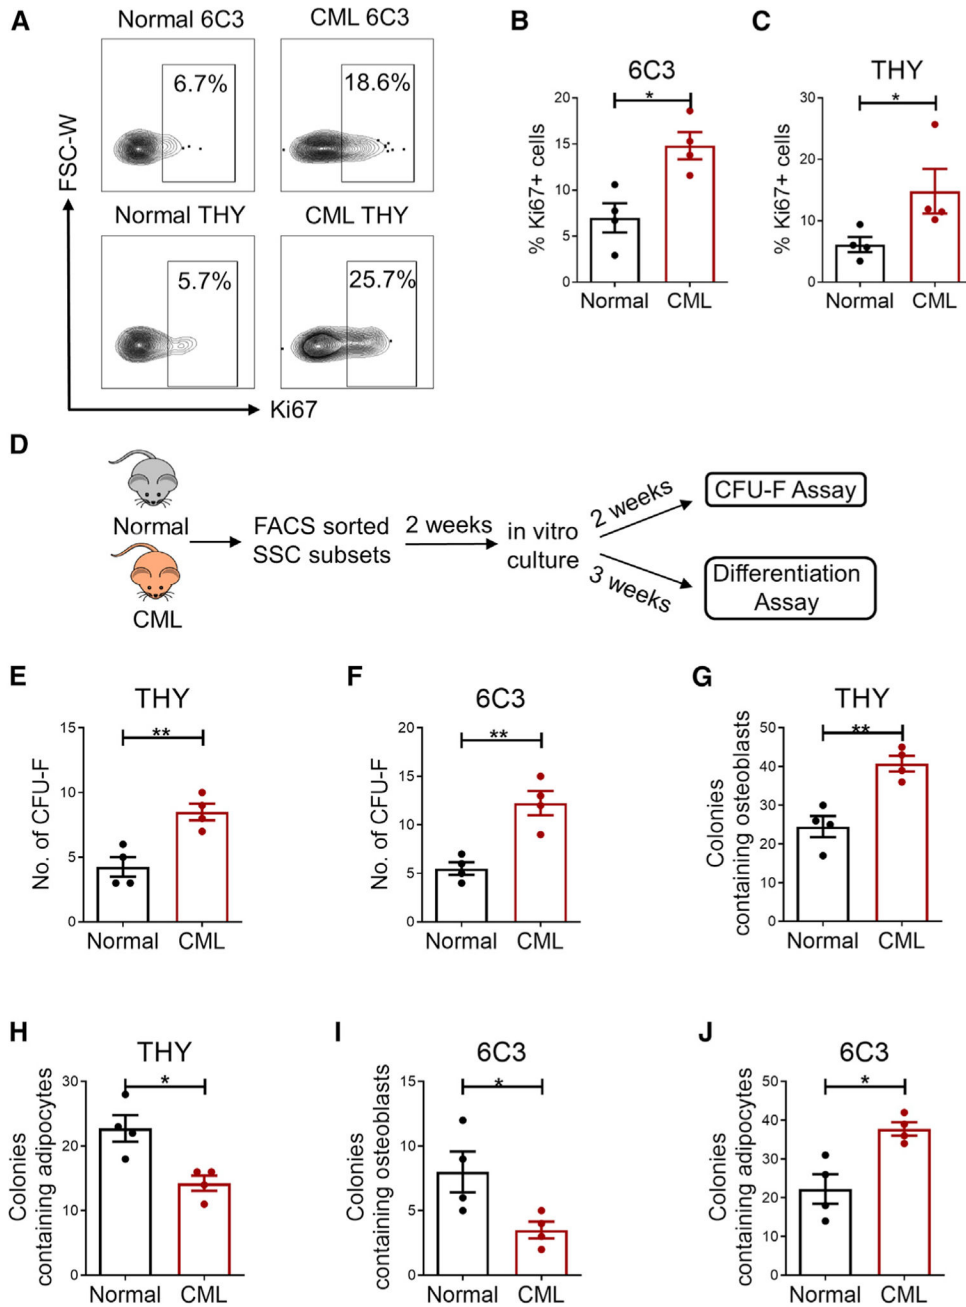 A
Normal 6C3
CML 6C3
6.7%
18.6%
Normal THY
CML THY
5.7%
25.7%
FSC-W
Ki67
B
6C3
*
% Ki67+ cells
20
15
10
5
0
Normal
CML
C
THY
*
% Ki67+ cells
30
20
10
0
Normal
CML
D
Normal
CML
FACS sorted
SSC subsets
2 weeks
in vitro
culture
2 weeks
CFU-F Assay
3 weeks
Differentiation
Assay
E
THY
**
No. of CFU-F
15
10
5
0
Normal
CML
F
6C3
**
No. of CFU-F
20
15
10
5
0
Normal
CML
G
THY
**
Colonies
containing osteoblasts
50
40
30
20
10
0
Normal
CML
H
THY
*
Colonies
containing adipocytes
30
20
10
0
Normal
CML
I
6C3
*
Colonies
containing osteoblasts
15
10
5
0
Normal
CML
J
6C3
*
Colonies
containing adipocytes
50
40
30
20
10
0
Normal
CML